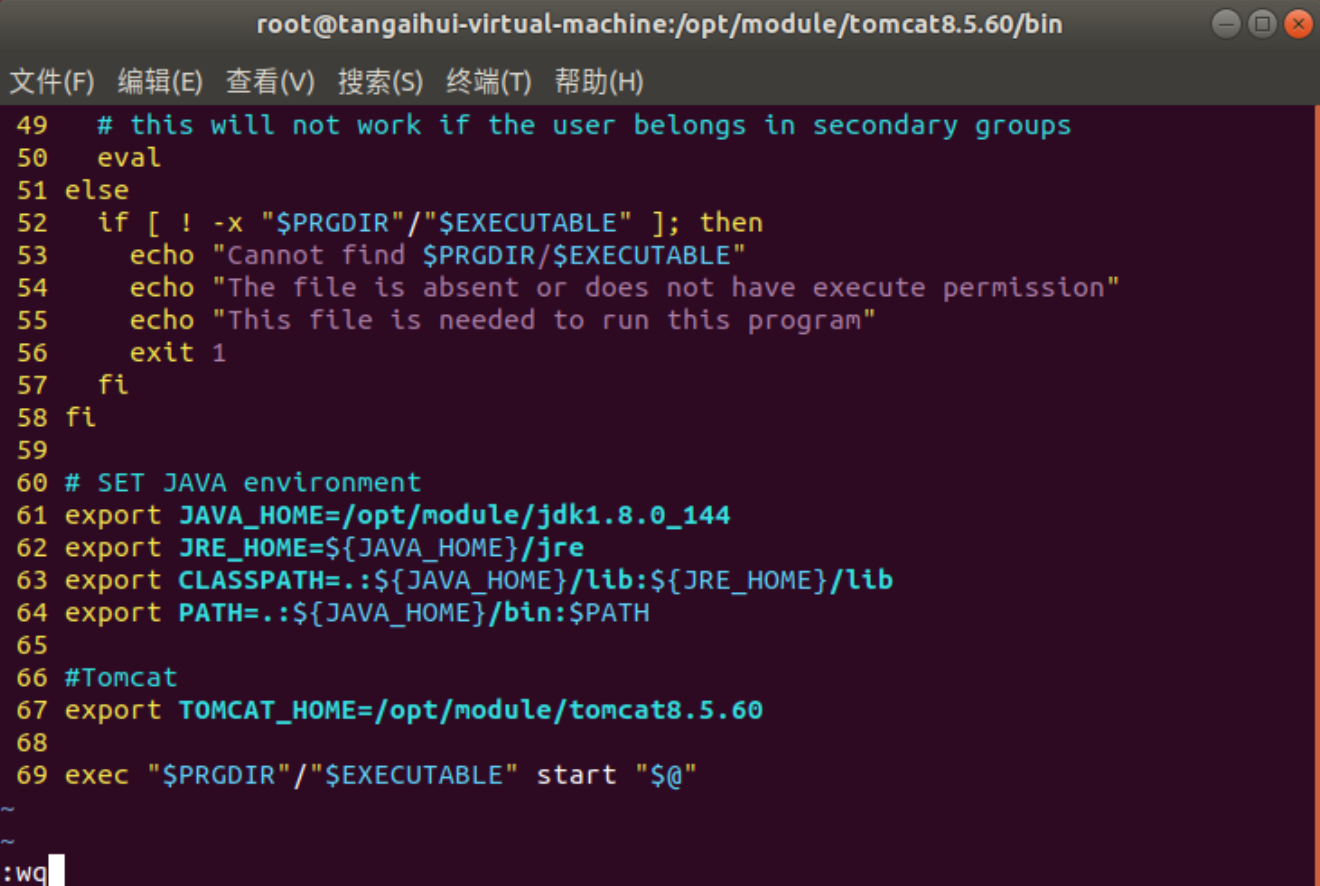 root@tangaihui-virtual-machine:/opt/module/tomcat8.5.60/bin
文件(F) 编辑(E) 查看(V) 搜索(S) 终端(T) 帮助(H)
49   # this will not work if the user belongs in secondary groups
50   eval
51 else
52   if [ ! -x "$PRGDIR"/"$EXECUTABLE" ]; then
53     echo "Cannot find $PRGDIR/$EXECUTABLE"
54     echo "The file is absent or does not have execute permission"
55     echo "This file is needed to run this program"
56     exit 1
57   fi
58 fi
59
60 # SET JAVA environment
61 export JAVA_HOME=/opt/module/jdk1.8.0_144
62 export JRE_HOME=${JAVA_HOME}/jre
63 export CLASSPATH=.:${JAVA_HOME}/lib:${JRE_HOME}/lib
64 export PATH=.:${JAVA_HOME}/bin:$PATH
65
66 #Tomcat
67 export TOMCAT_HOME=/opt/module/tomcat8.5.60
68
69 exec "$PRGDIR"/"$EXECUTABLE" start "$@"
~
~
:wq